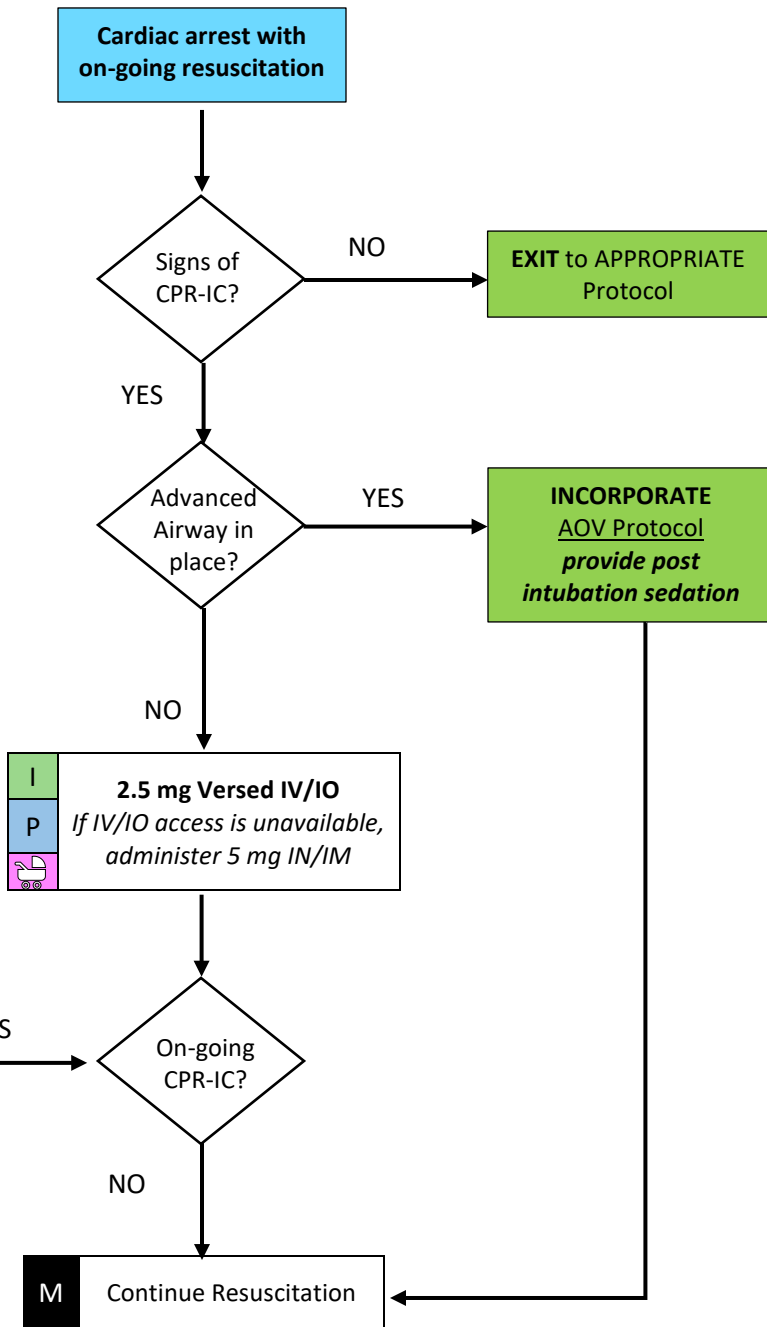 Cardiac arrest with
on-going resuscitation
Signs of
CPR-IC?
NO
EXIT to APPROPRIATE
Protocol
YES
Advanced
Airway in
place?
YES
INCORPORATE
AOV Protocol
provide post
intubation sedation
NO
I
P
2.5 mg Versed IV/IO
If IV/IO access is unavailable,
administer 5 mg IN/IM
S
On-going
CPR-IC?
NO
M
Continue Resuscitation